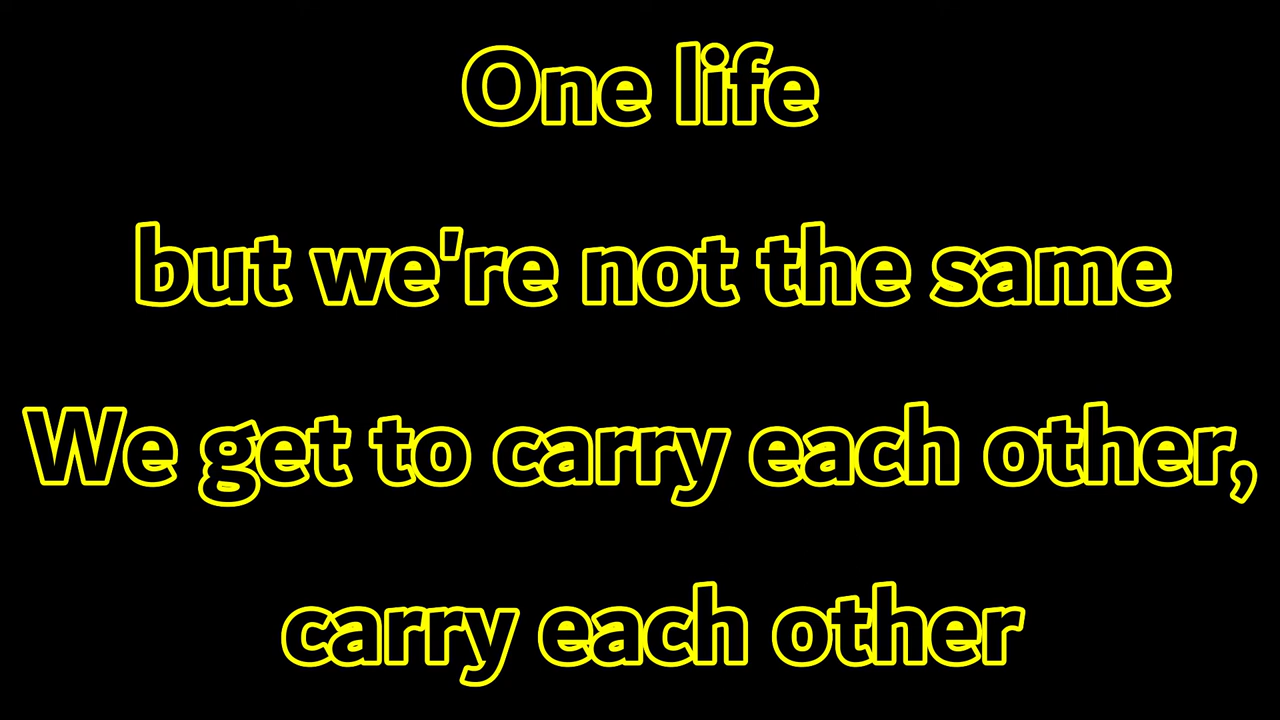 One life
but we're not the same
We get to carry each other,
carry each other